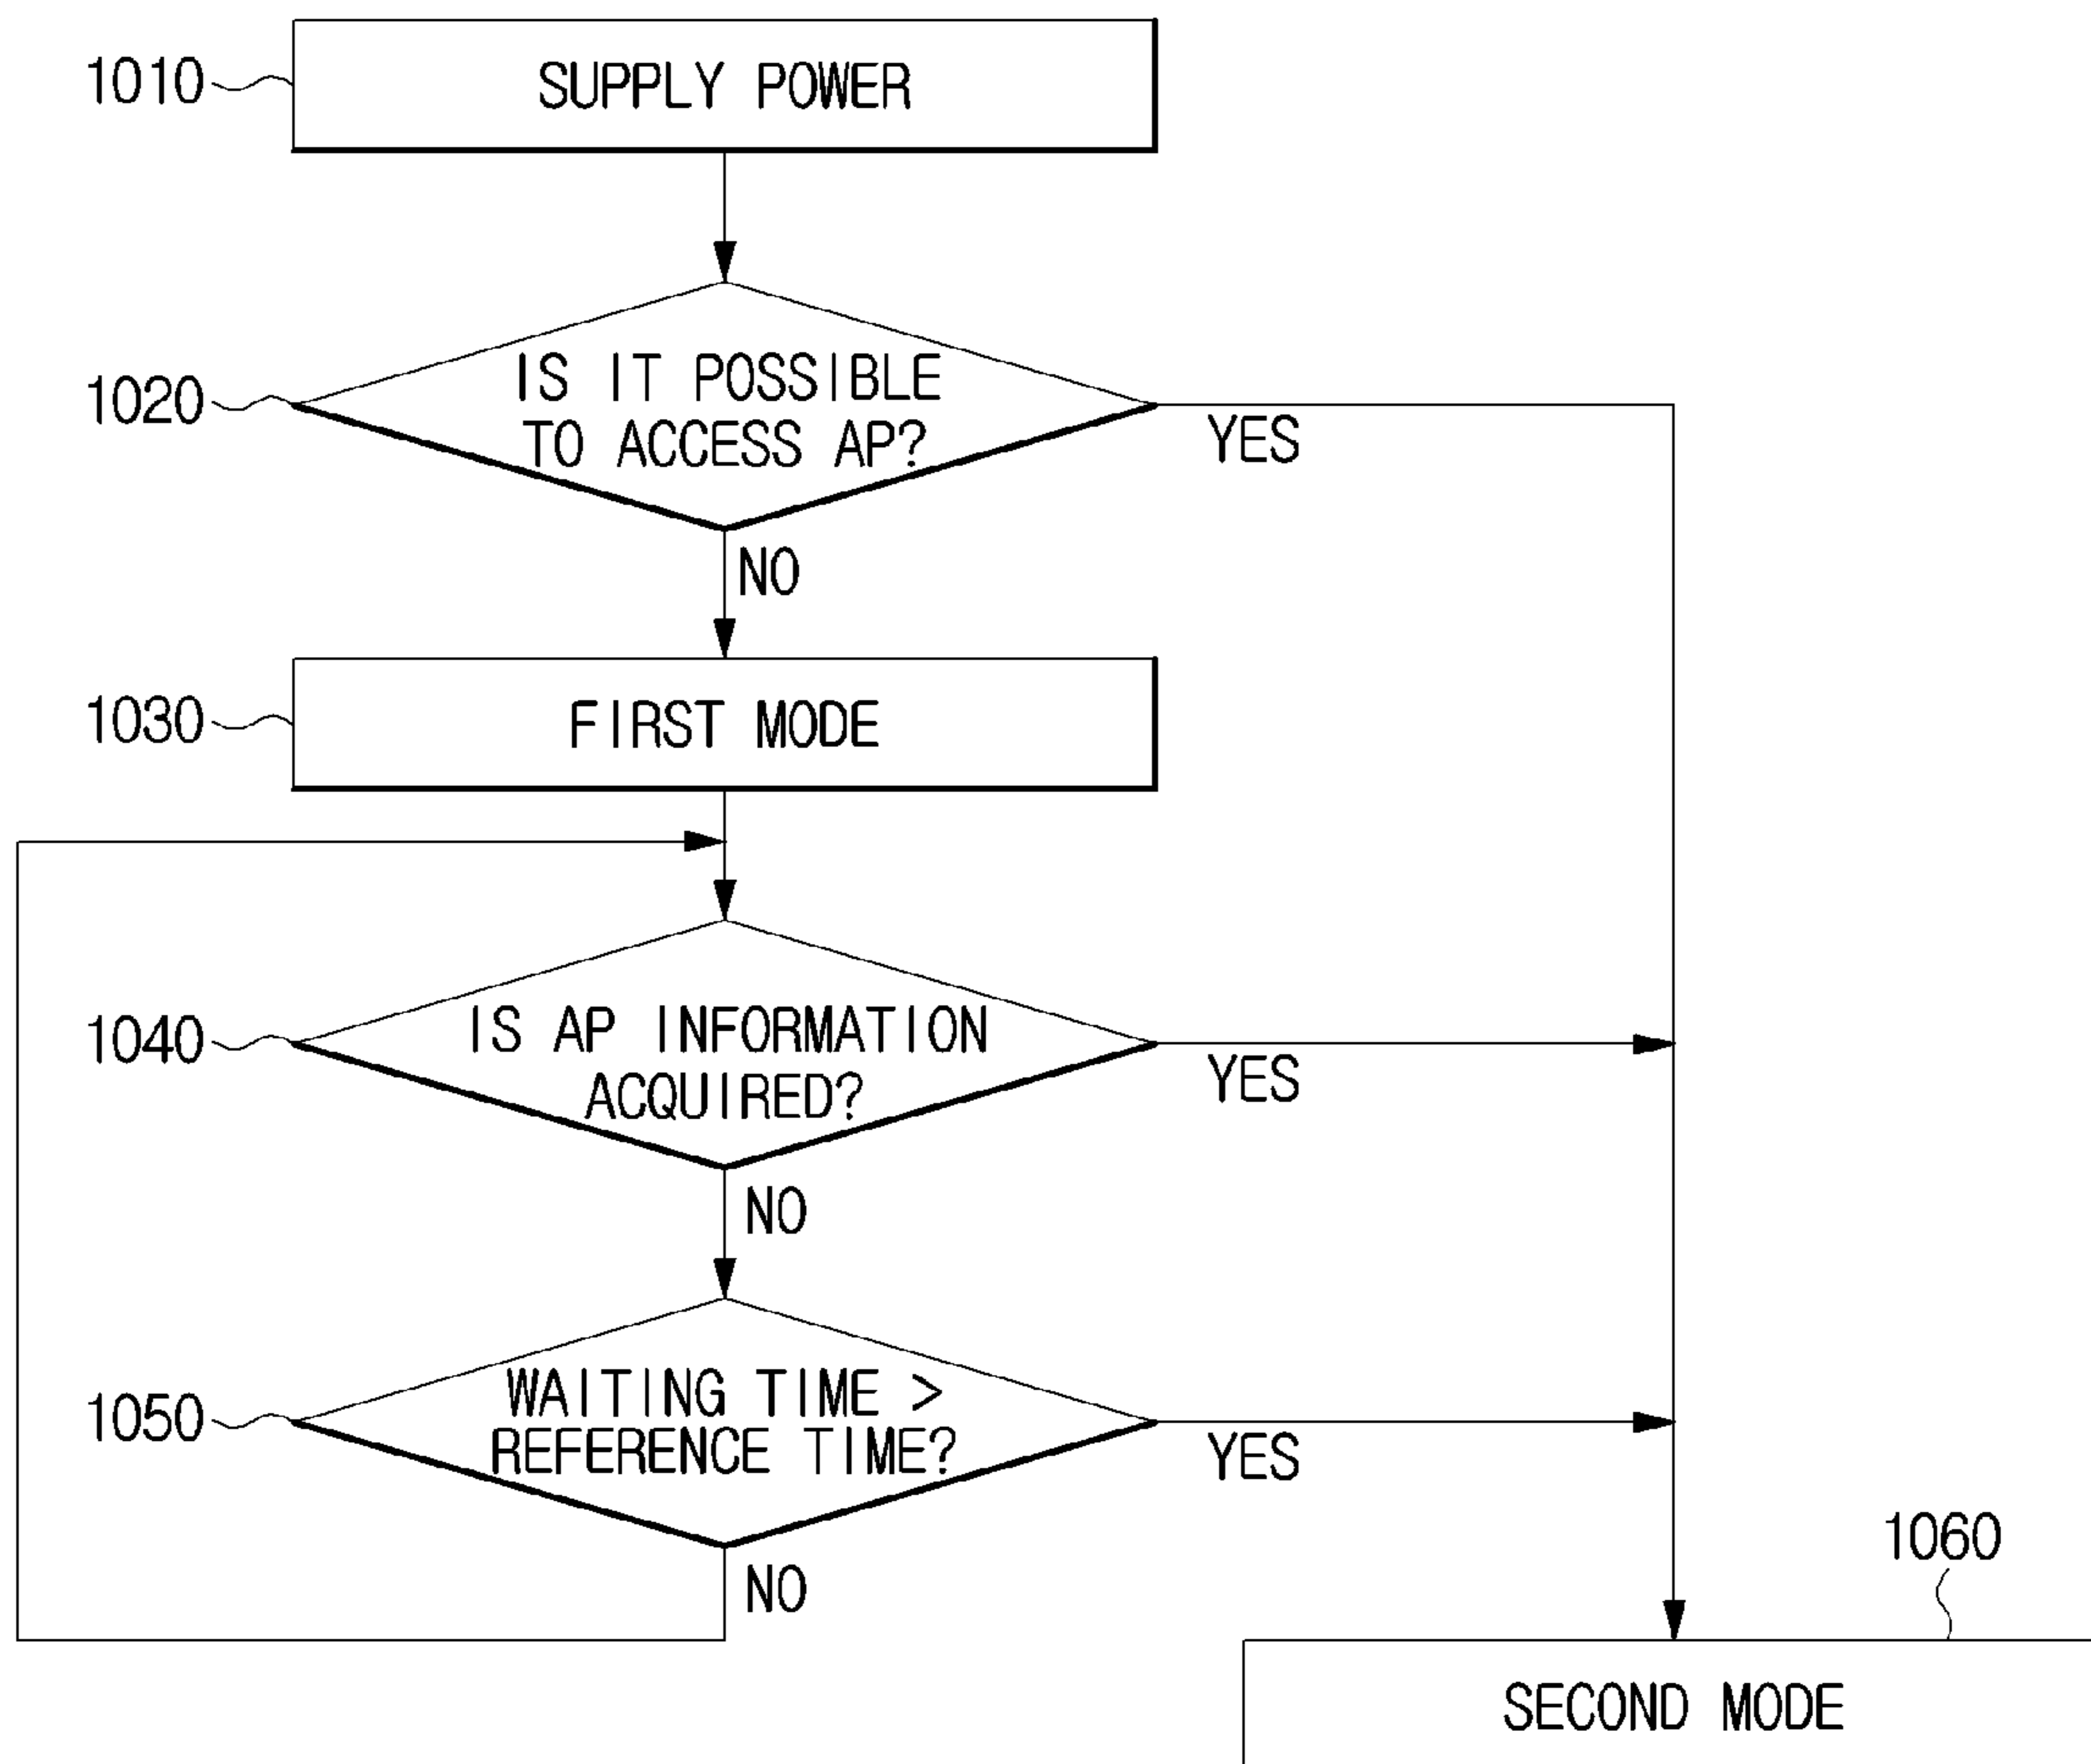 1010
SUPPLY POWER
1020
IS IT POSSIBLE
TO ACCESS AP?
YES
NO
1030
FIRST MODE
1040
IS AP INFORMATION
ACQUIRED?
YES
NO
1050
WAITING TIME >
REFERENCE TIME?
YES
NO
1060
SECOND MODE